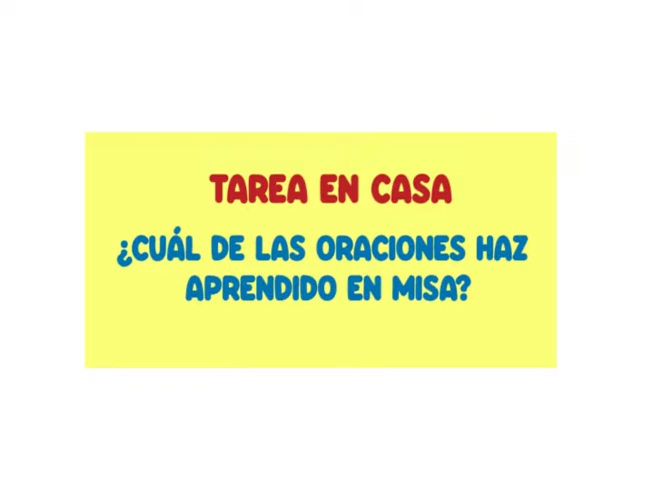 TAREA EN CASA
¿CUÁL DE LAS ORACIONES HAZ
APRENDIDO EN MISA?